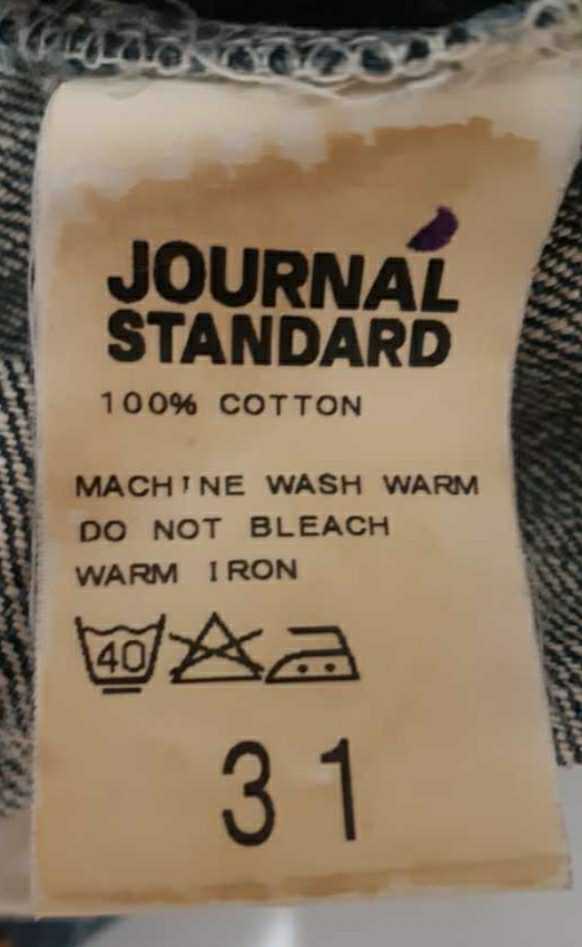 JOURNAL
STANDARD
100% COTTON
MACHINE WASH WARM
DO NOT BLEACH
WARM IRON
40
31